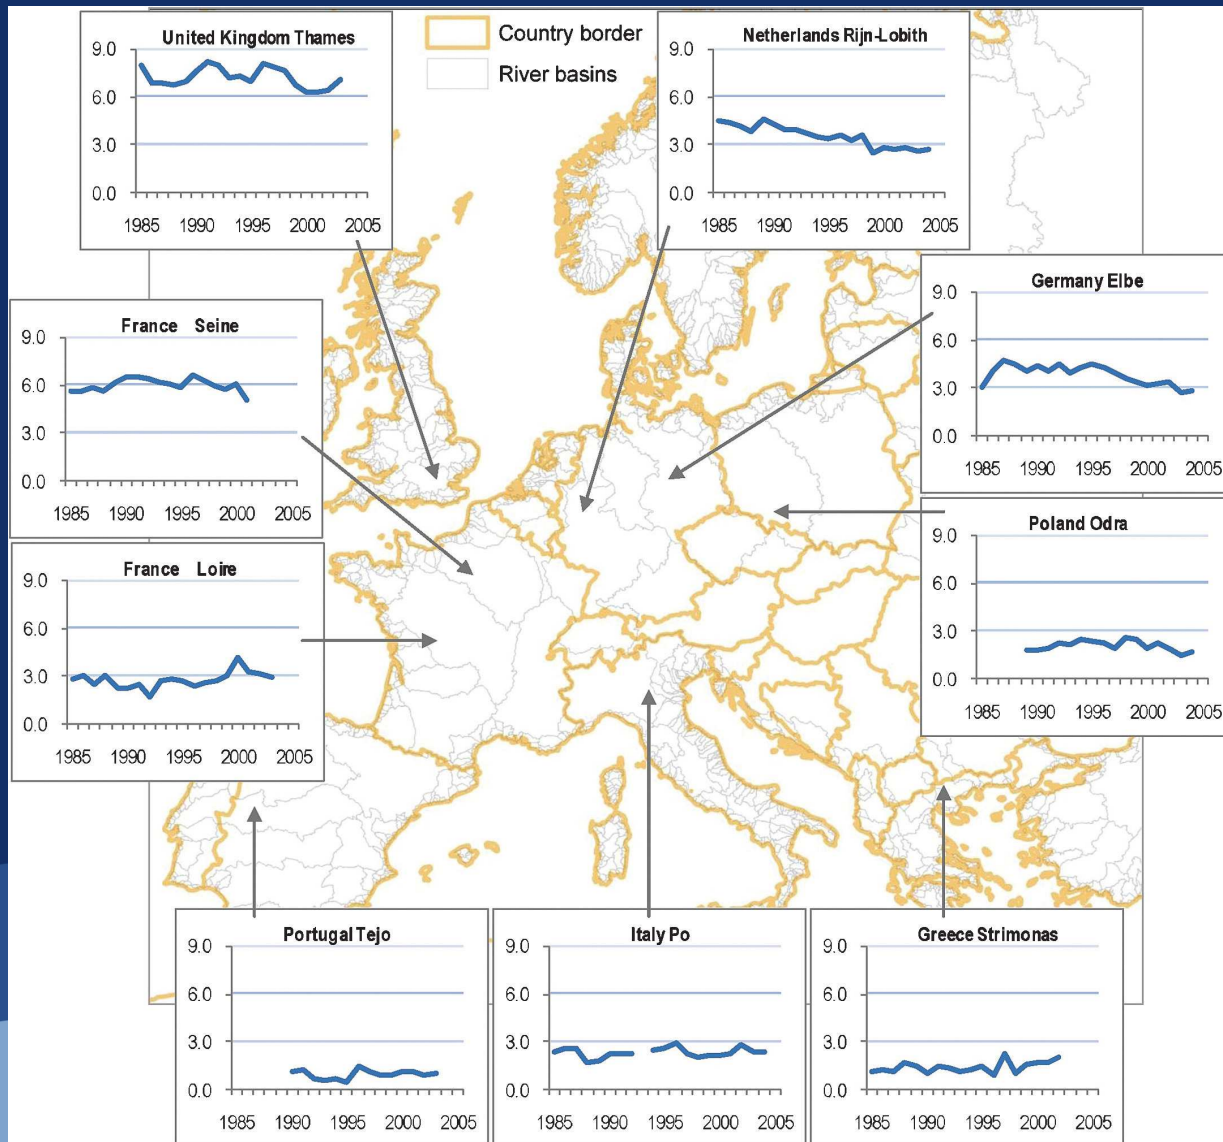 United Kingdom Thames
9.0
6.0
3.0
0.0
1985 1990 1995 2000 2005
Country border
River basins
Netherlands Rijn-Lobith
9.0
6.0
3.0
0.0
1985 1990 1995 2000 2005
Germany Elbe
9.0
6.0
3.0
0.0
1985 1990 1995 2000 2005
France Seine
9.0
6.0
3.0
0.0
1985 1990 1995 2000 2005
Poland Odra
9.0
6.0
3.0
0.0
1985 1990 1995 2000 2005
France Loire
9.0
6.0
3.0
0.0
1985 1990 1995 2000 2005
Portugal Tejo
9.0
6.0
3.0
0.0
1985 1990 1995 2000 2005
Italy Po
9.0
6.0
3.0
0.0
1985 1990 1995 2000 2005
Greece Strimonas
9.0
6.0
3.0
0.0
1985 1990 1995 2000 2005